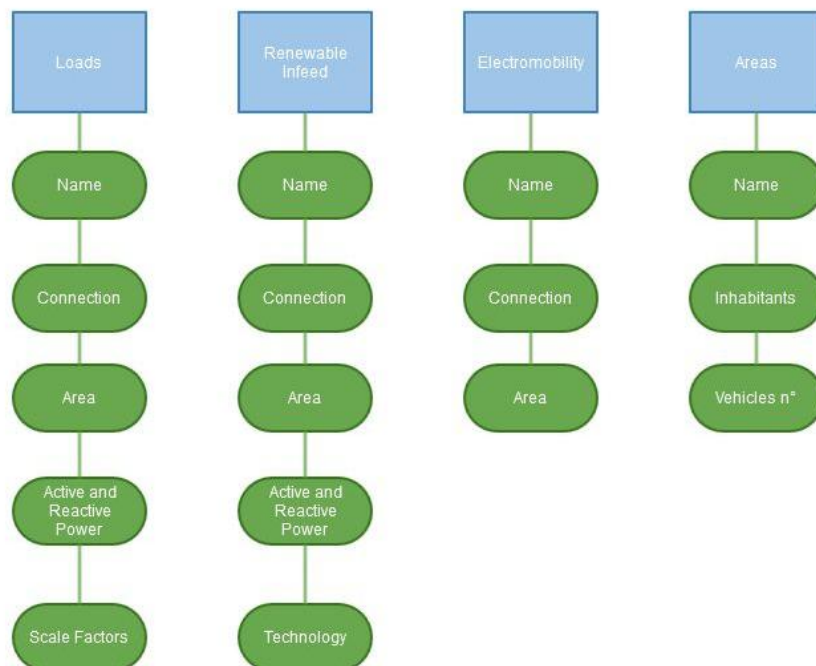 Loads
Renewable
Infeed
Electromobility
Areas
Name
Name
Name
Name
Connection
Connection
Connection
Inhabitants
Area
Area
Area
Vehicles n°
Active and
Reactive
Power
Active and
Reactive
Power
Scale Factors
Technology